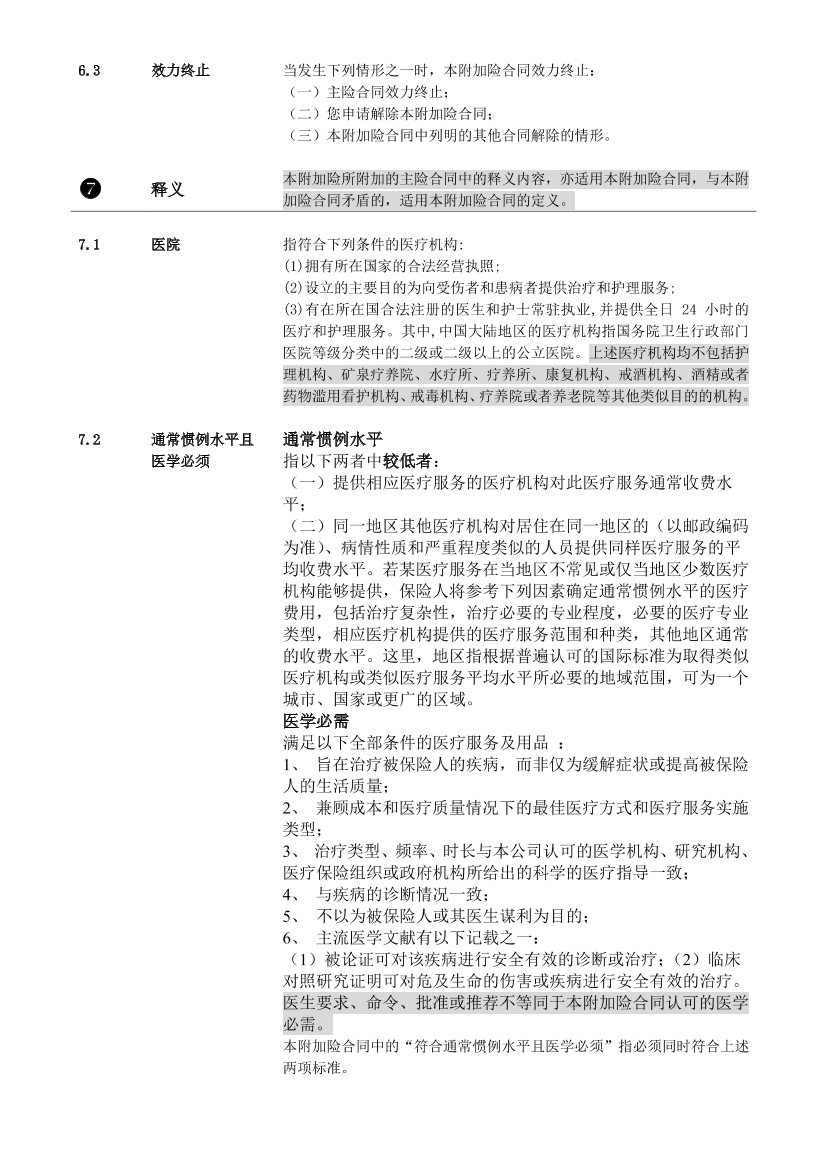 6.3 效力终止 当发生下列情形之一时，本附加险合同效力终止：
（一）主险合同效力终止；
（二）您申请解除本附加险合同；
（三）本附加险合同中列明的其他合同解除的情形。
❼ 释义 本附加险所附加的主险合同中的释义内容，亦适用本附加险合同，与本附
加险合同矛盾的，适用本附加险合同的定义。
7.1 医院 指符合下列条件的医疗机构:
(1)拥有所在国家的合法经营执照;
(2)设立的主要目的为向受伤者和患病者提供治疗和护理服务;
(3)有在所在国合法注册的医生和护士常驻执业,并提供全日 24 小时的
医疗和护理服务。其中,中国大陆地区的医疗机构指国务院卫生行政部门
医院等级分类中的二级或二级以上的公立医院。上述医疗机构均不包括护
理机构、矿泉疗养院、水疗所、疗养所、康复机构、戒酒机构、酒精或者
药物滥用看护机构、戒毒机构、疗养院或者养老院等其他类似目的的机构。
7.2 通常惯例水平且 通常惯例水平
医学必须 指以下两者中较低者：
（一）提供相应医疗服务的医疗机构对此医疗服务通常收费水
平；
（二）同一地区其他医疗机构对居住在同一地区的（以邮政编码
为准）、病情性质和严重程度类似的人员提供同样医疗服务的平
均收费水平。若某医疗服务在当地区不常见或仅当地区少数医疗
机构能够提供，保险人将参考下列因素确定通常惯例水平的医疗
费用，包括治疗复杂性，治疗必要的专业程度，必要的医疗专业
类型，相应医疗机构提供的医疗服务范围和种类，其他地区通常
的收费水平。这里，地区指根据普遍认可的国际标准为取得类似
医疗机构或类似医疗服务平均水平所必要的地域范围，可为一个
城市、国家或更广的区域。
医学必需
满足以下全部条件的医疗服务及用品 ：
1、 旨在治疗被保险人的疾病，而非仅为缓解症状或提高被保险
人的生活质量；
2、 兼顾成本和医疗质量情况下的最佳医疗方式和医疗服务实施
类型；
3、 治疗类型、频率、时长与本公司认可的医学机构、研究机构、
医疗保险组织或政府机构所给出的科学的医疗指导一致；
4、 与疾病的诊断情况一致；
5、 不以为被保险人或其医生谋利为目的；
6、 主流医学文献有以下记载之一：
（1）被论证可对该疾病进行安全有效的诊断或治疗；（2）临床
对照研究证明可对危及生命的伤害或疾病进行安全有效的治疗。
医生要求、命令、批准或推荐不等同于本附加险合同认可的医学
必需。
本附加险合同中的“符合通常惯例水平且医学必须”指必须同时符合上述
两项标准。